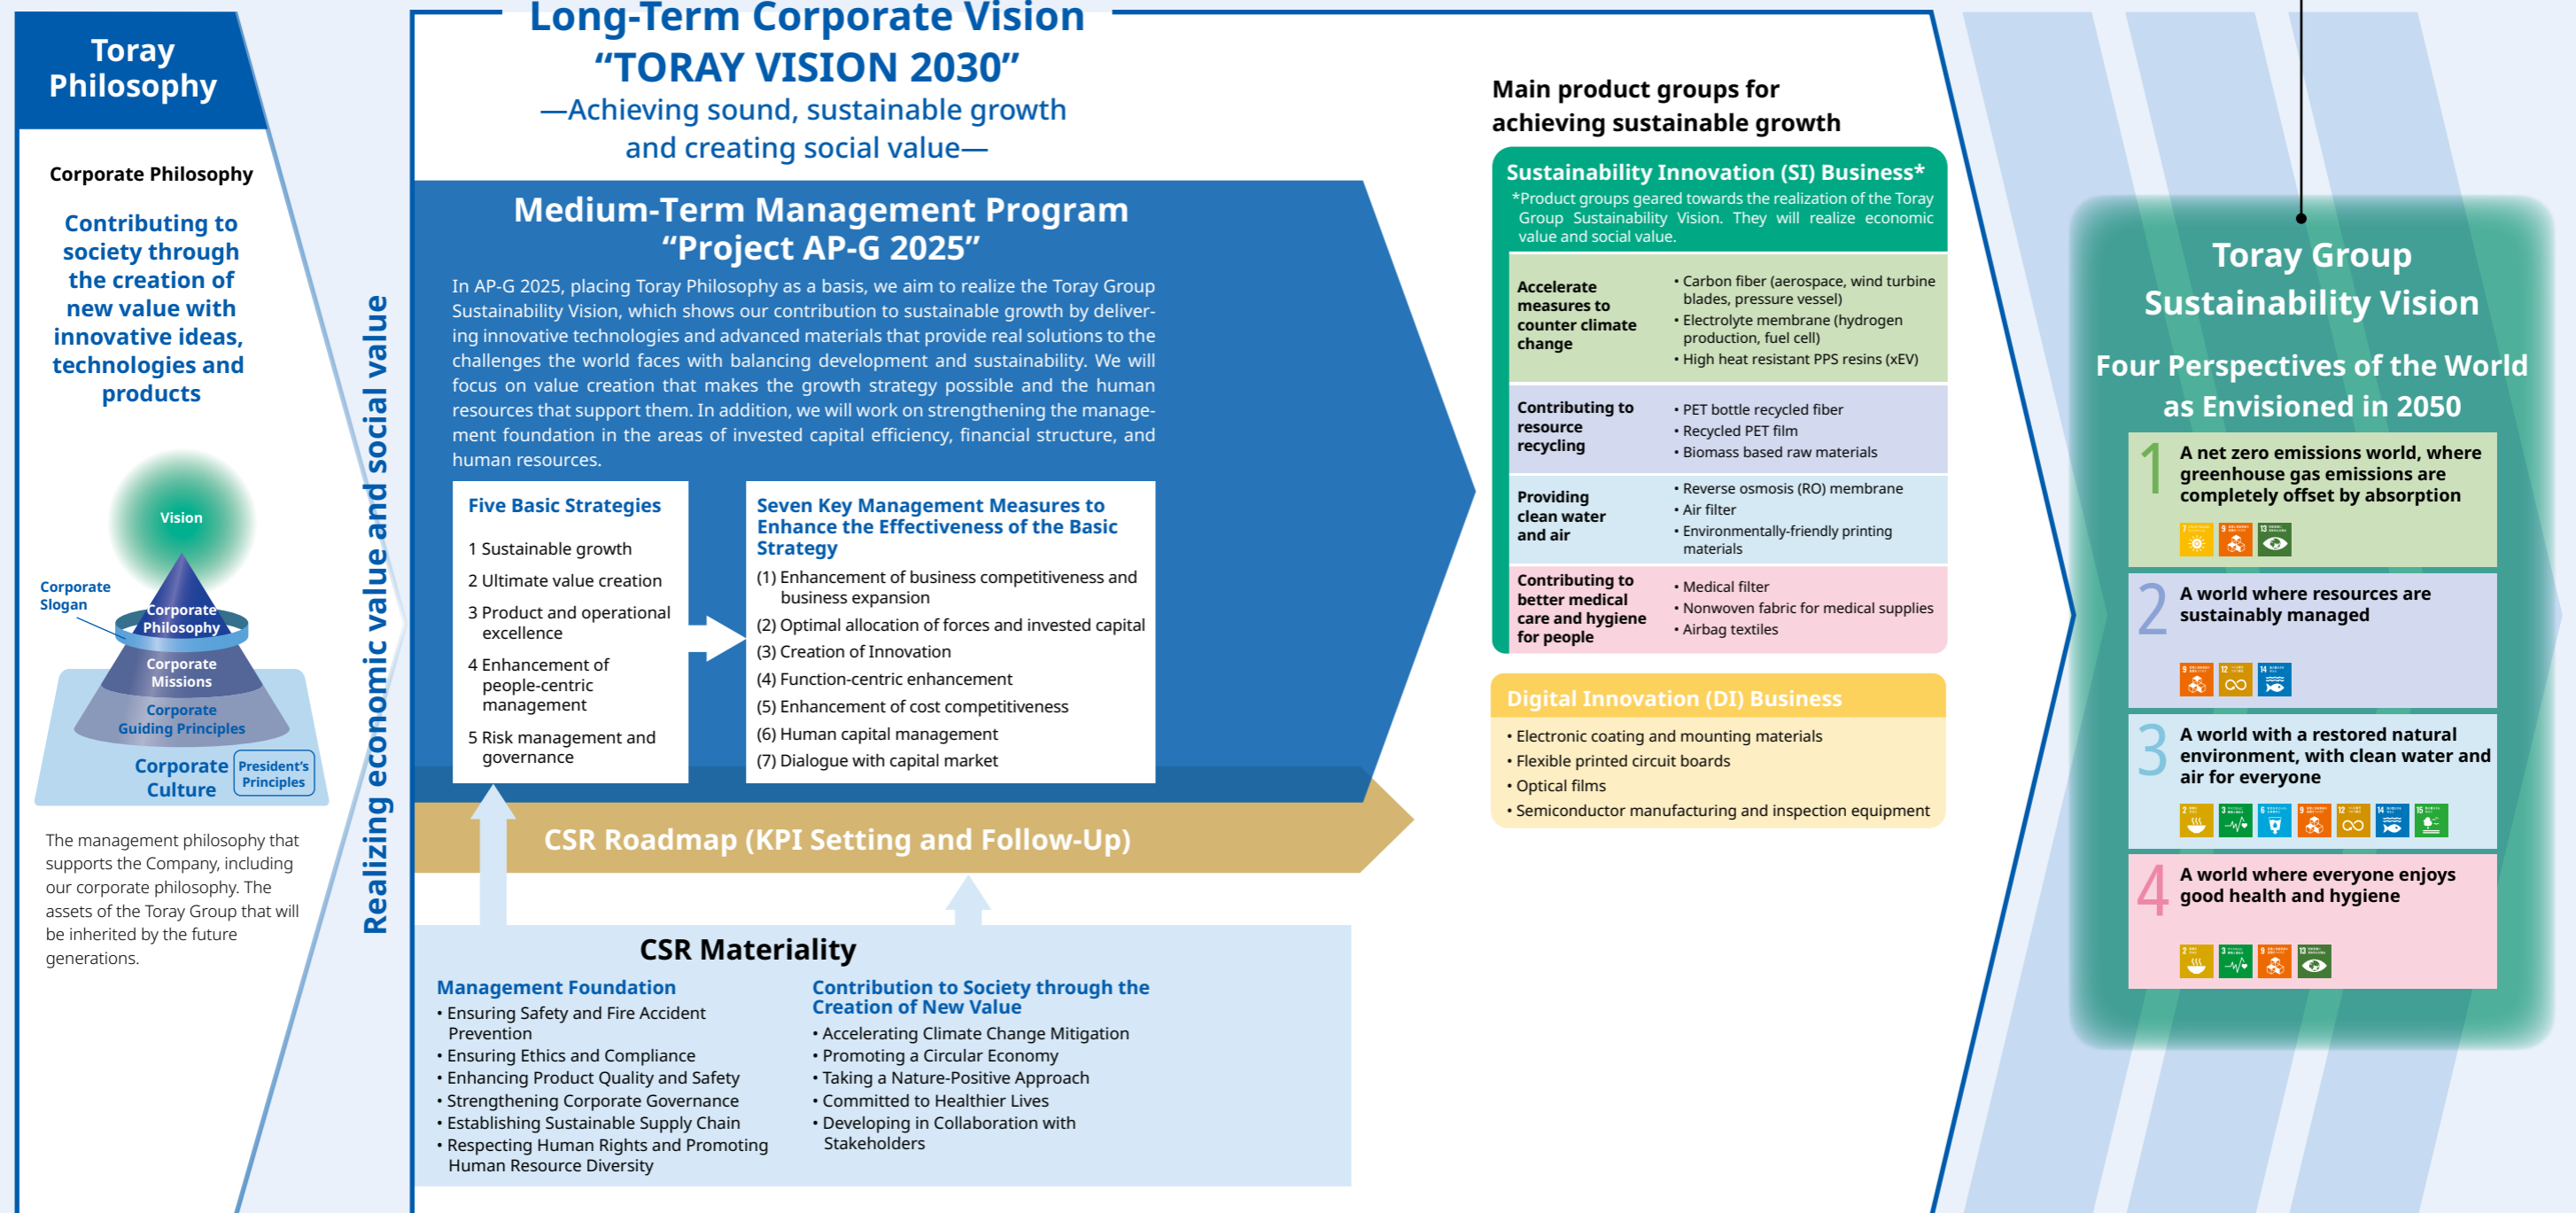 Toray
Philosophy
Corporate Philosophy
Contributing to
society through
the creation of
new value with
innovative ideas,
technologies and
products
Vision
Corporate
Slogan
Corporate
Philosophy
Corporate
Missions
Corporate
Guiding Principles
Corporate
Culture
President's
Principles
The management philosophy that
supports the Company, including
our corporate philosophy. The
assets of the Toray Group that will
be inherited by the future
generations.
Realizing economic value and social value
Long-Term Corporate Vision
“TORAY VISION 2030”
—Achieving sound, sustainable growth
and creating social value—
Medium-Term Management Program
“Project AP-G 2025”
In AP-G 2025, placing Toray Philosophy as a basis, we aim to realize the Toray Group
Sustainability Vision, which shows our contribution to sustainable growth by deliver-
ing innovative technologies and advanced materials that provide real solutions to the
challenges the world faces with balancing development and sustainability. We will
focus on value creation that makes the growth strategy possible and the human
resources that support them. In addition, we will work on strengthening the manage-
ment foundation in the areas of invested capital efficiency, financial structure, and
human resources.
Five Basic Strategies
1 Sustainable growth
2 Ultimate value creation
3 Product and operational
excellence
4 Enhancement of
people-centric
management
5 Risk management and
governance
Seven Key Management Measures to
Enhance the Effectiveness of the Basic
Strategy
(1) Enhancement of business competitiveness and
business expansion
(2) Optimal allocation of forces and invested capital
(3) Creation of Innovation
(4) Function-centric enhancement
(5) Enhancement of cost competitiveness
(6) Human capital management
(7) Dialogue with capital market
CSR Roadmap (KPI Setting and Follow-Up)
CSR Materiality
Management Foundation
• Ensuring Safety and Fire Accident
Prevention
• Ensuring Ethics and Compliance
• Enhancing Product Quality and Safety
• Strengthening Corporate Governance
• Establishing Sustainable Supply Chain
• Respecting Human Rights and Promoting
Human Resource Diversity
Contribution to Society through the
Creation of New Value
• Accelerating Climate Change Mitigation
• Promoting a Circular Economy
• Taking a Nature-Positive Approach
• Committed to Healthier Lives
• Developing in Collaboration with
Stakeholders
Main product groups for
achieving sustainable growth
Sustainability Innovation (SI) Business*
*Product groups geared towards the realization of the Toray
Group Sustainability Vision. They will realize economic
value and social value.
Accelerate
measures to
counter climate
change
• Carbon fiber (aerospace, wind turbine
blades, pressure vessel)
• Electrolyte membrane (hydrogen
production, fuel cell)
• High heat resistant PPS resins (xEV)
Contributing to
resource
recycling
• PET bottle recycled fiber
• Recycled PET film
• Biomass based raw materials
Providing
clean water
and air
• Reverse osmosis (RO) membrane
• Air filter
• Environmentally-friendly printing
materials
Contributing to
better medical
care and hygiene
for people
• Medical filter
• Nonwoven fabric for medical supplies
• Airbag textiles
Digital Innovation (DI) Business
• Electronic coating and mounting materials
• Flexible printed circuit boards
• Optical films
• Semiconductor manufacturing and inspection equipment
Toray Group
Sustainability Vision
Four Perspectives of the World
as Envisioned in 2050
1
A net zero emissions world, where
greenhouse gas emissions are
completely offset by absorption
7 9 13
2
A world where resources are
sustainably managed
9 12 14
3
A world with a restored natural
environment, with clean water and
air for everyone
2 3 6 9 12 14 15
4
A world where everyone enjoys
good health and hygiene
2 3 9 13